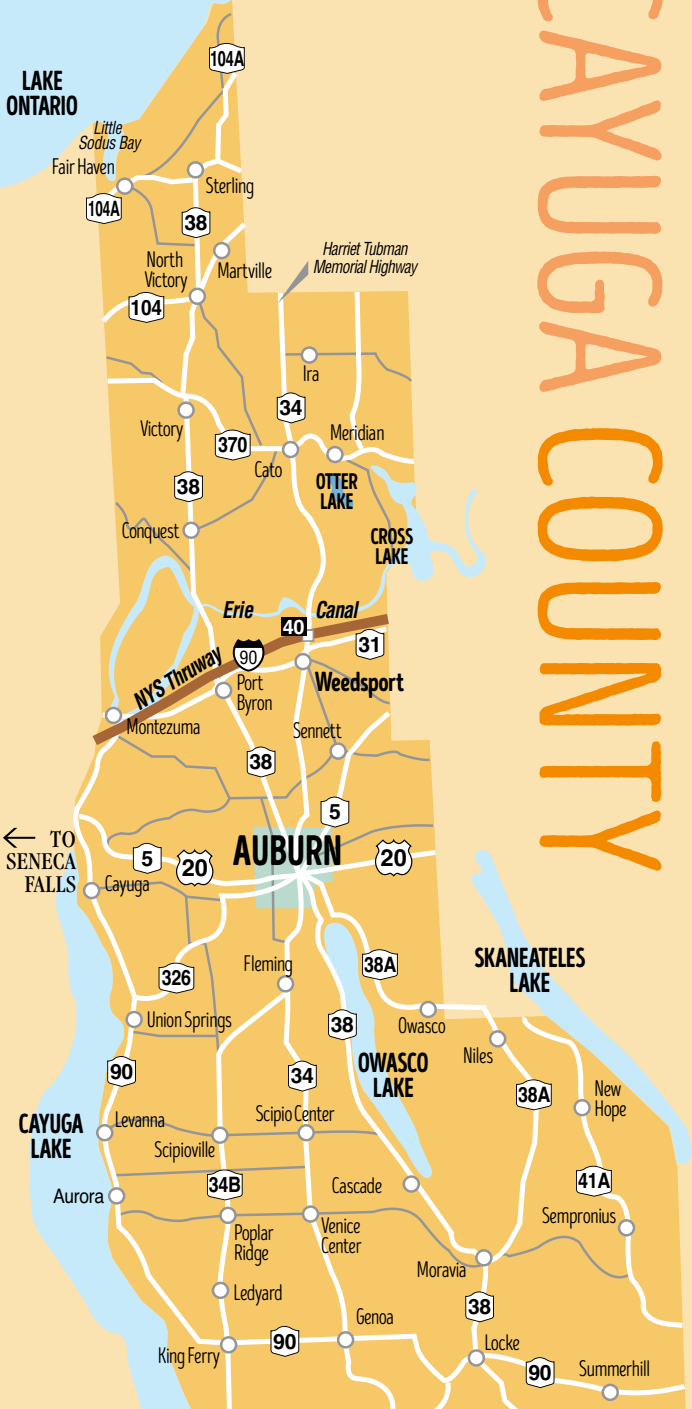 CAYUGA COUNTY
104A
LAKE
ONTARIO
Little
Sodus Bay
Fair Haven
Sterling
104A
38
North
Victory
Martville
Harriet Tubman
Memorial Highway
104
Ira
34
Victory
370
Meridian
Cato
38
OTTER
LAKE
Conquest
CROSS
LAKE
Erie
Canal
40
31
90
NYS Thruway
Weedsport
Port
Byron
Montezuma
Sennett
38
5
TO
SENECA
FALLS
AUBURN
5
20
20
Cayuga
326
Fleming
38A
SKANEATELES
LAKE
Union Springs
38
Owasco
Niles
90
34
OWASCO
LAKE
38A
New
Hope
CAYUGA
LAKE
Levanna
Scipio Center
Scipioville
34B
Cascade
41A
Aurora
Sempronius
Poplar
Ridge
Venice
Center
Moravia
Ledyard
38
Genoa
King Ferry
90
Locke
90
Summerhill